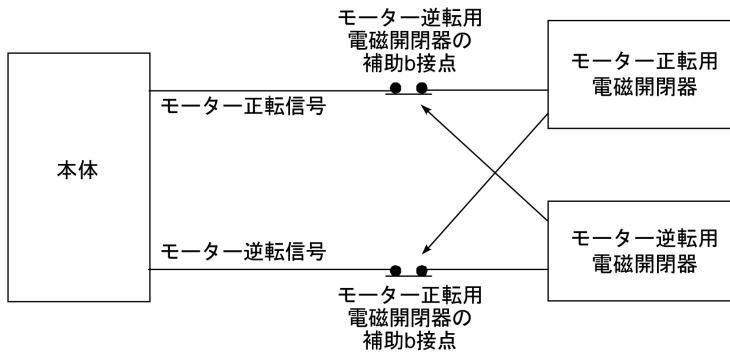 モーター逆転用
電磁開閉器の
補助b接点
モーター正転用
電磁開閉器
モーター正転信号
本体
モーター逆転信号
モーター逆転用
電磁開閉器
モーター正転用
電磁開閉器の
補助b接点